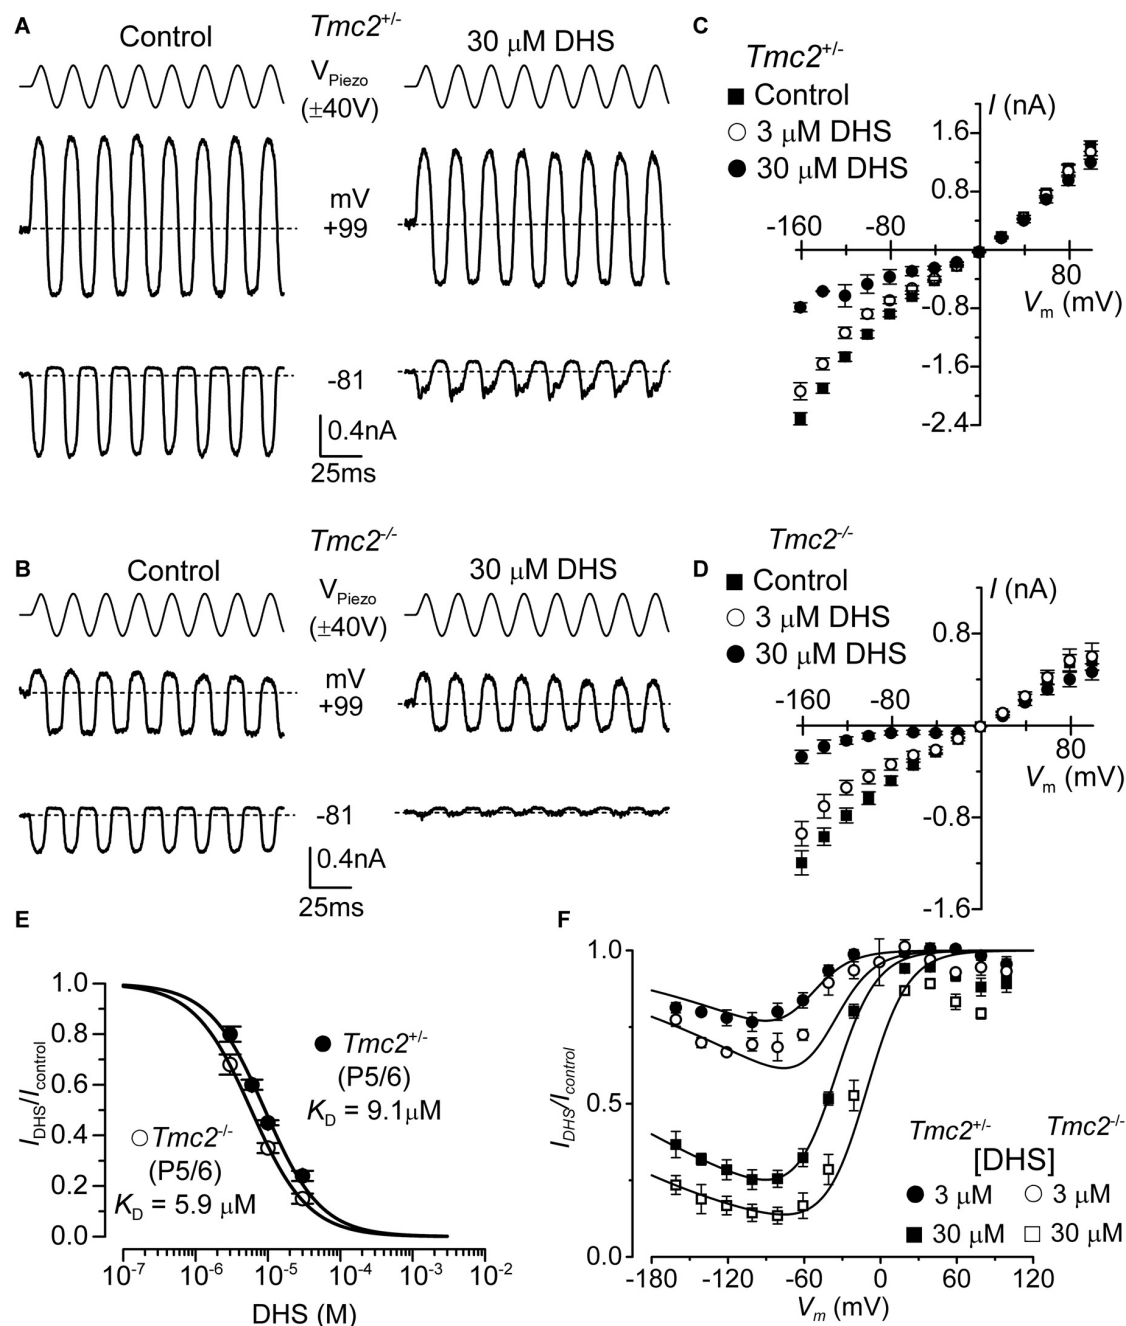 A
Control
Tmc2+/-
30 μM DHS
VPiezo
(±40V)
mV
+99
-81
0.4nA
25ms
B
Control
Tmc2-/-
30 μM DHS
VPiezo
(±40V)
mV
+99
-81
0.4nA
25ms
C
Tmc2+/-
Control
3 μM DHS
30 μM DHS
I (nA)
1.6
0.8
-160
-80
80
Vm (mV)
-0.8
-1.6
-2.4
D
Tmc2-/-
Control
3 μM DHS
30 μM DHS
I (nA)
0.8
-160
-80
80
Vm (mV)
-0.8
-1.6
E
IDHS/Icontrol
1.0
0.8
0.6
0.4
0.2
0.0
Tmc2+/-
(P5/6)
KD = 9.1μM
Tmc2-/-
(P5/6)
KD = 5.9 μM
10-7
10-6
10-5
10-4
10-3
10-2
DHS (M)
F
IDHS/Icontrol
1.0
0.5
0.0
Tmc2+/- Tmc2-/-
[DHS]
3 μM 3 μM
30 μM 30 μM
-180
-120
-60
0
60
120
Vm (mV)